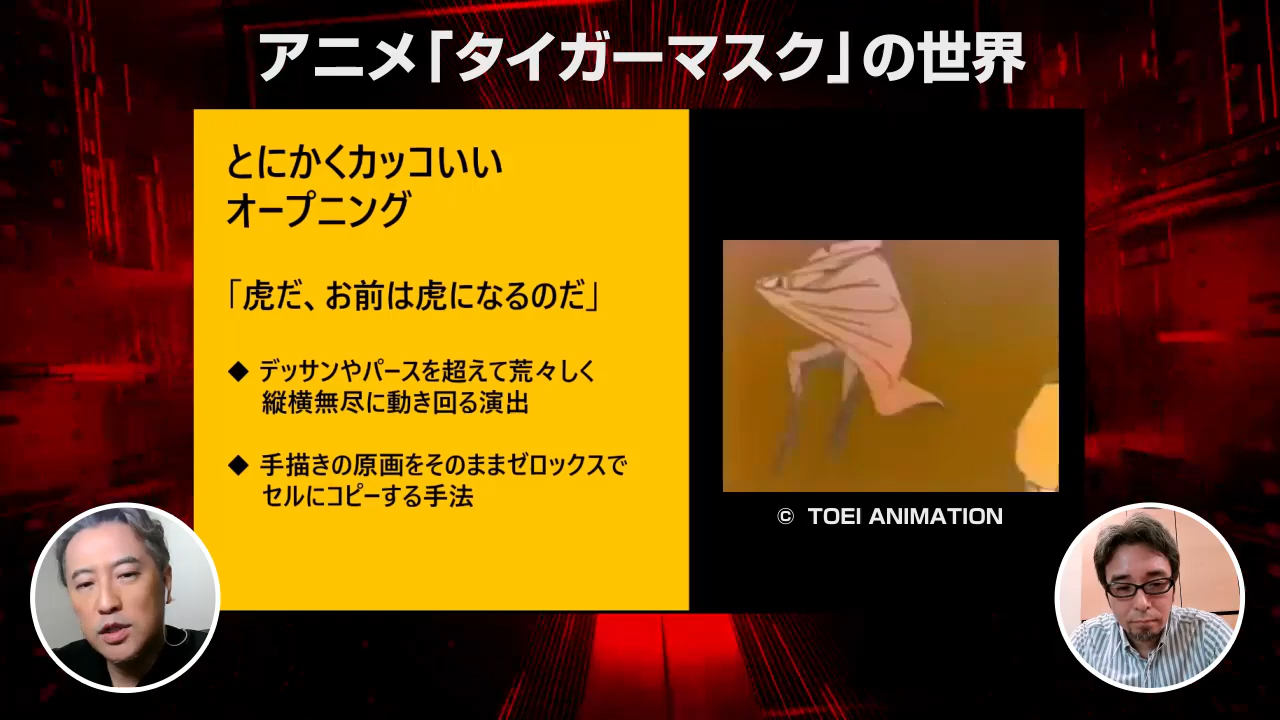 アニメ「タイガーマスク」の世界
とにかくカッコいい
オープニング
「虎だ、お前は虎になるのだ」
◆ デッサンやパースを超えて荒々しく
縦横無尽に動き回る演出
◆ 手描きの原画をそのままゼロックスで
セルにコピーする手法
© TOEI ANIMATION